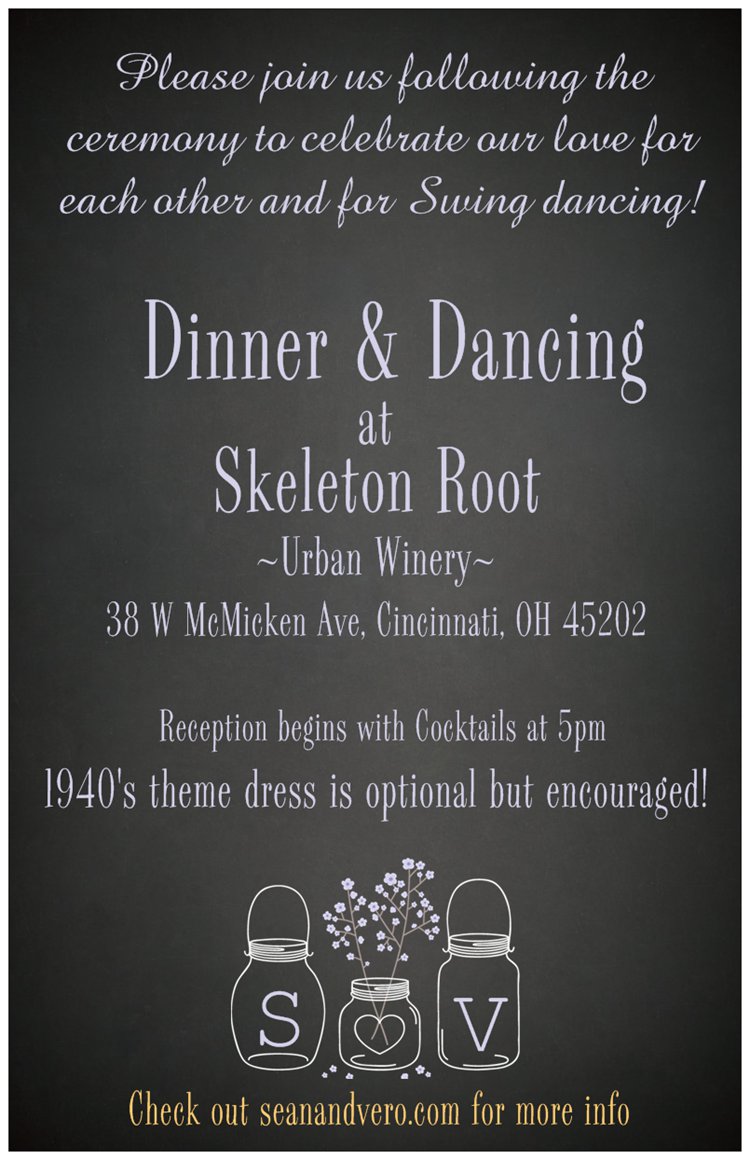 Please join us following the
ceremony to celebrate our love for
each other and for Swing dancing!
Dinner & Dancing
at
Skeleton Root
~Urban Winery~
38 W McMicken Ave, Cincinnati, OH 45202
Reception begins with Cocktails at 5pm
1940's theme dress is optional but encouraged!
S V
Check out seanandvero.com for more info